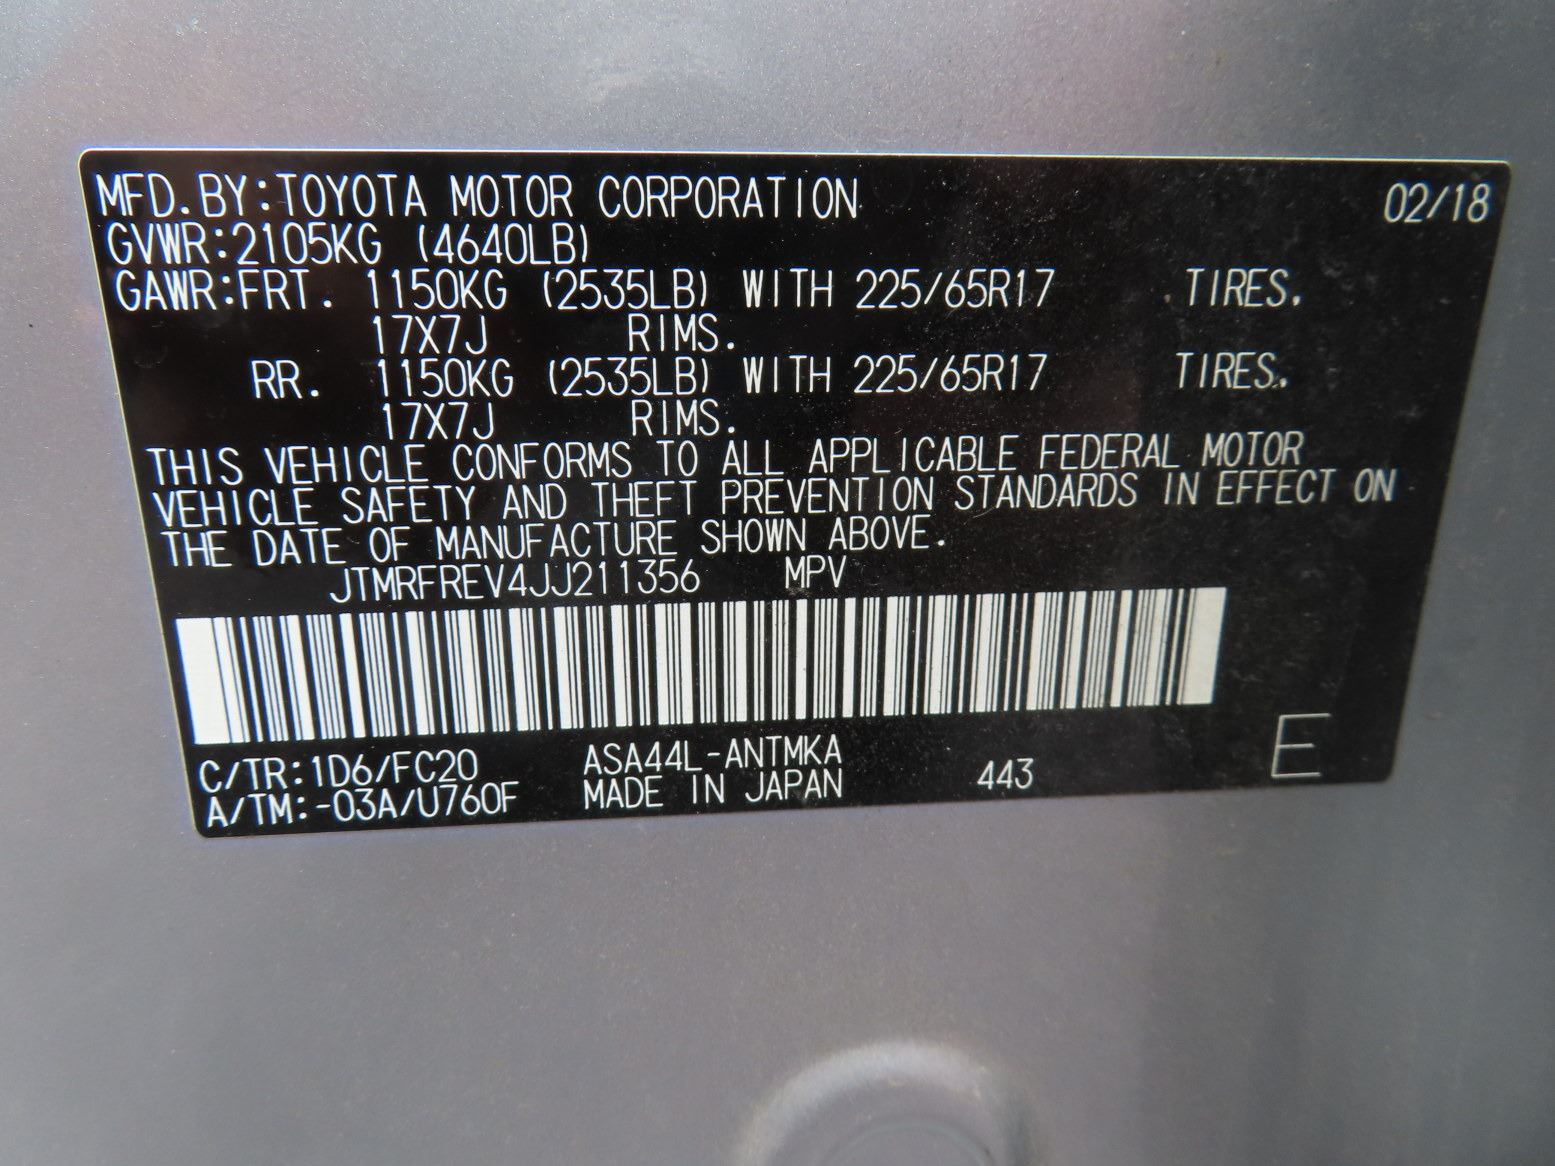 MFD.BY:TOYOTA MOTOR CORPORATION 02/18
GVWR:2105KG (4640LB)
GAWR:FRT. 1150KG (2535LB) WITH 225/65R17 TIRES.
17X7J RIMS.
RR. 1150KG (2535LB) WITH 225/65R17 TIRES.
17X7J RIMS.
THIS VEHICLE CONFORMS TO ALL APPLICABLE FEDERAL MOTOR
VEHICLE SAFETY AND THEFT PREVENTION STANDARDS IN EFFECT ON
THE DATE OF MANUFACTURE SHOWN ABOVE.
JTMRFREV4JJ211356 MPV
C/TR:1D6/FC20 ASA44L-ANTMKA 443 E
A/TM:-03A/U760F MADE IN JAPAN